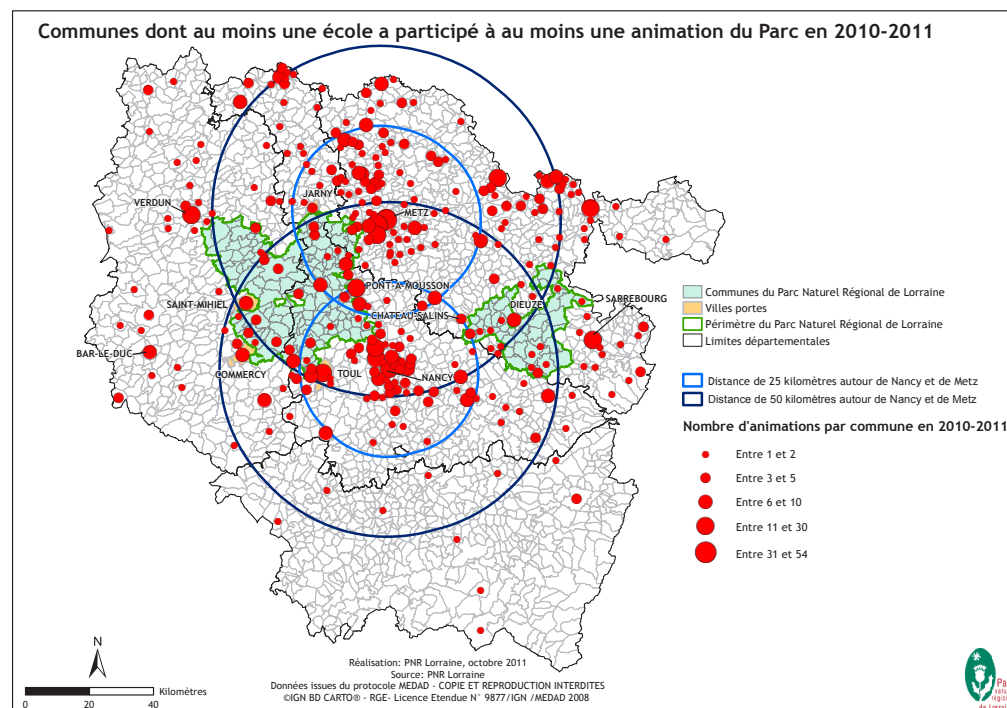 Communes dont au moins une école a participé à au moins une animation du Parc en 2010-2011
JARNY
VERDUN
METZ
PONT-A-MOUSSON
SAINT-MIHIEL
DIEUZE
SARREBOURG
CHATEAU-SALINS
BAR-LE-DUC
COMMERCY
TOUL
NANCY
Communes du Parc Naturel Régional de Lorraine
Villes portes
Périmètre du Parc Naturel Régional de Lorraine
Limites départementales
Distance de 25 kilomètres autour de Nancy et de Metz
Distance de 50 kilomètres autour de Nancy et de Metz
Nombre d'animations par commune en 2010-2011
Entre 1 et 2
Entre 3 et 5
Entre 6 et 10
Entre 11 et 30
Entre 31 et 54
N
Kilomètres
0 20 40
Réalisation: PNR Lorraine, octobre 2011
Source: PNR Lorraine
Données issues du protocole MEDAD - COPIE ET REPRODUCTION INTERDITES
©IGN BD CARTO® - RGE- Licence Etendue N° 9877/IGN /MEDAD 2008
de Lorrai